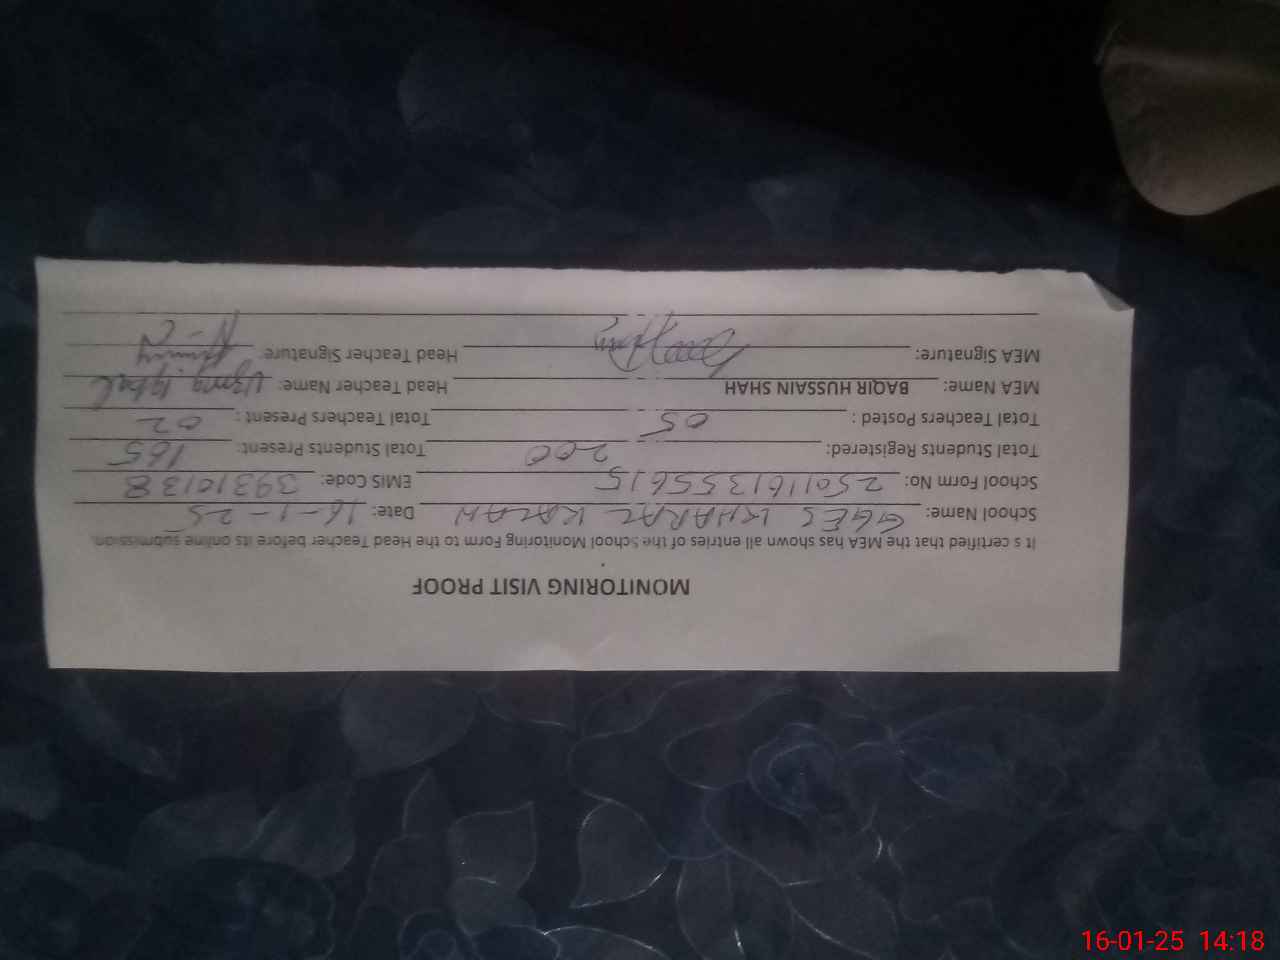 MONITORING VISIT PROOF
It s certified that the MEA has shown all entries of the School Monitoring Form to the Head Teacher before its online submission.
School Name: GGES KHARAL KALAN Date: 16-1-25
School Form No: 2501161355615 EMIS Code: 39310138
Total Students Registered: 200 Total Students Present: 165
Total Teachers Posted : 05 Total Teachers Present : 02
MEA Name: BAQIR HUSSAIN SHAH Head Teacher Name: Uzma iqbal
MEA Signature: Head Teacher Signature:
16-01-25 14:18